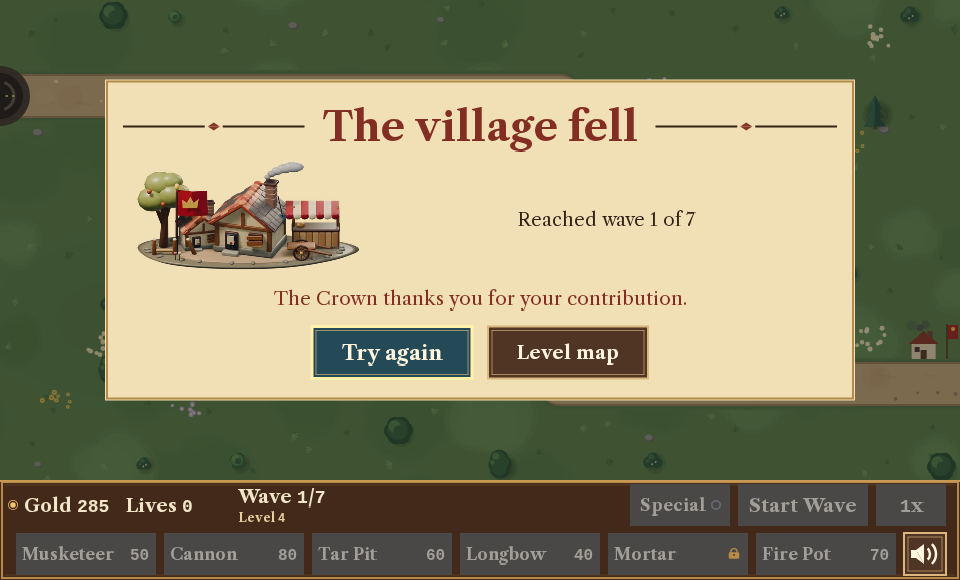 The village fell
Reached wave 1 of 7
The Crown thanks you for your contribution.
Try again
Level map
Gold 285
Lives 0
Wave 1/7
Level 4
Special
Start Wave
1x
Musketeer 50
Cannon 80
Tar Pit 60
Longbow 40
Mortar
Fire Pot 70